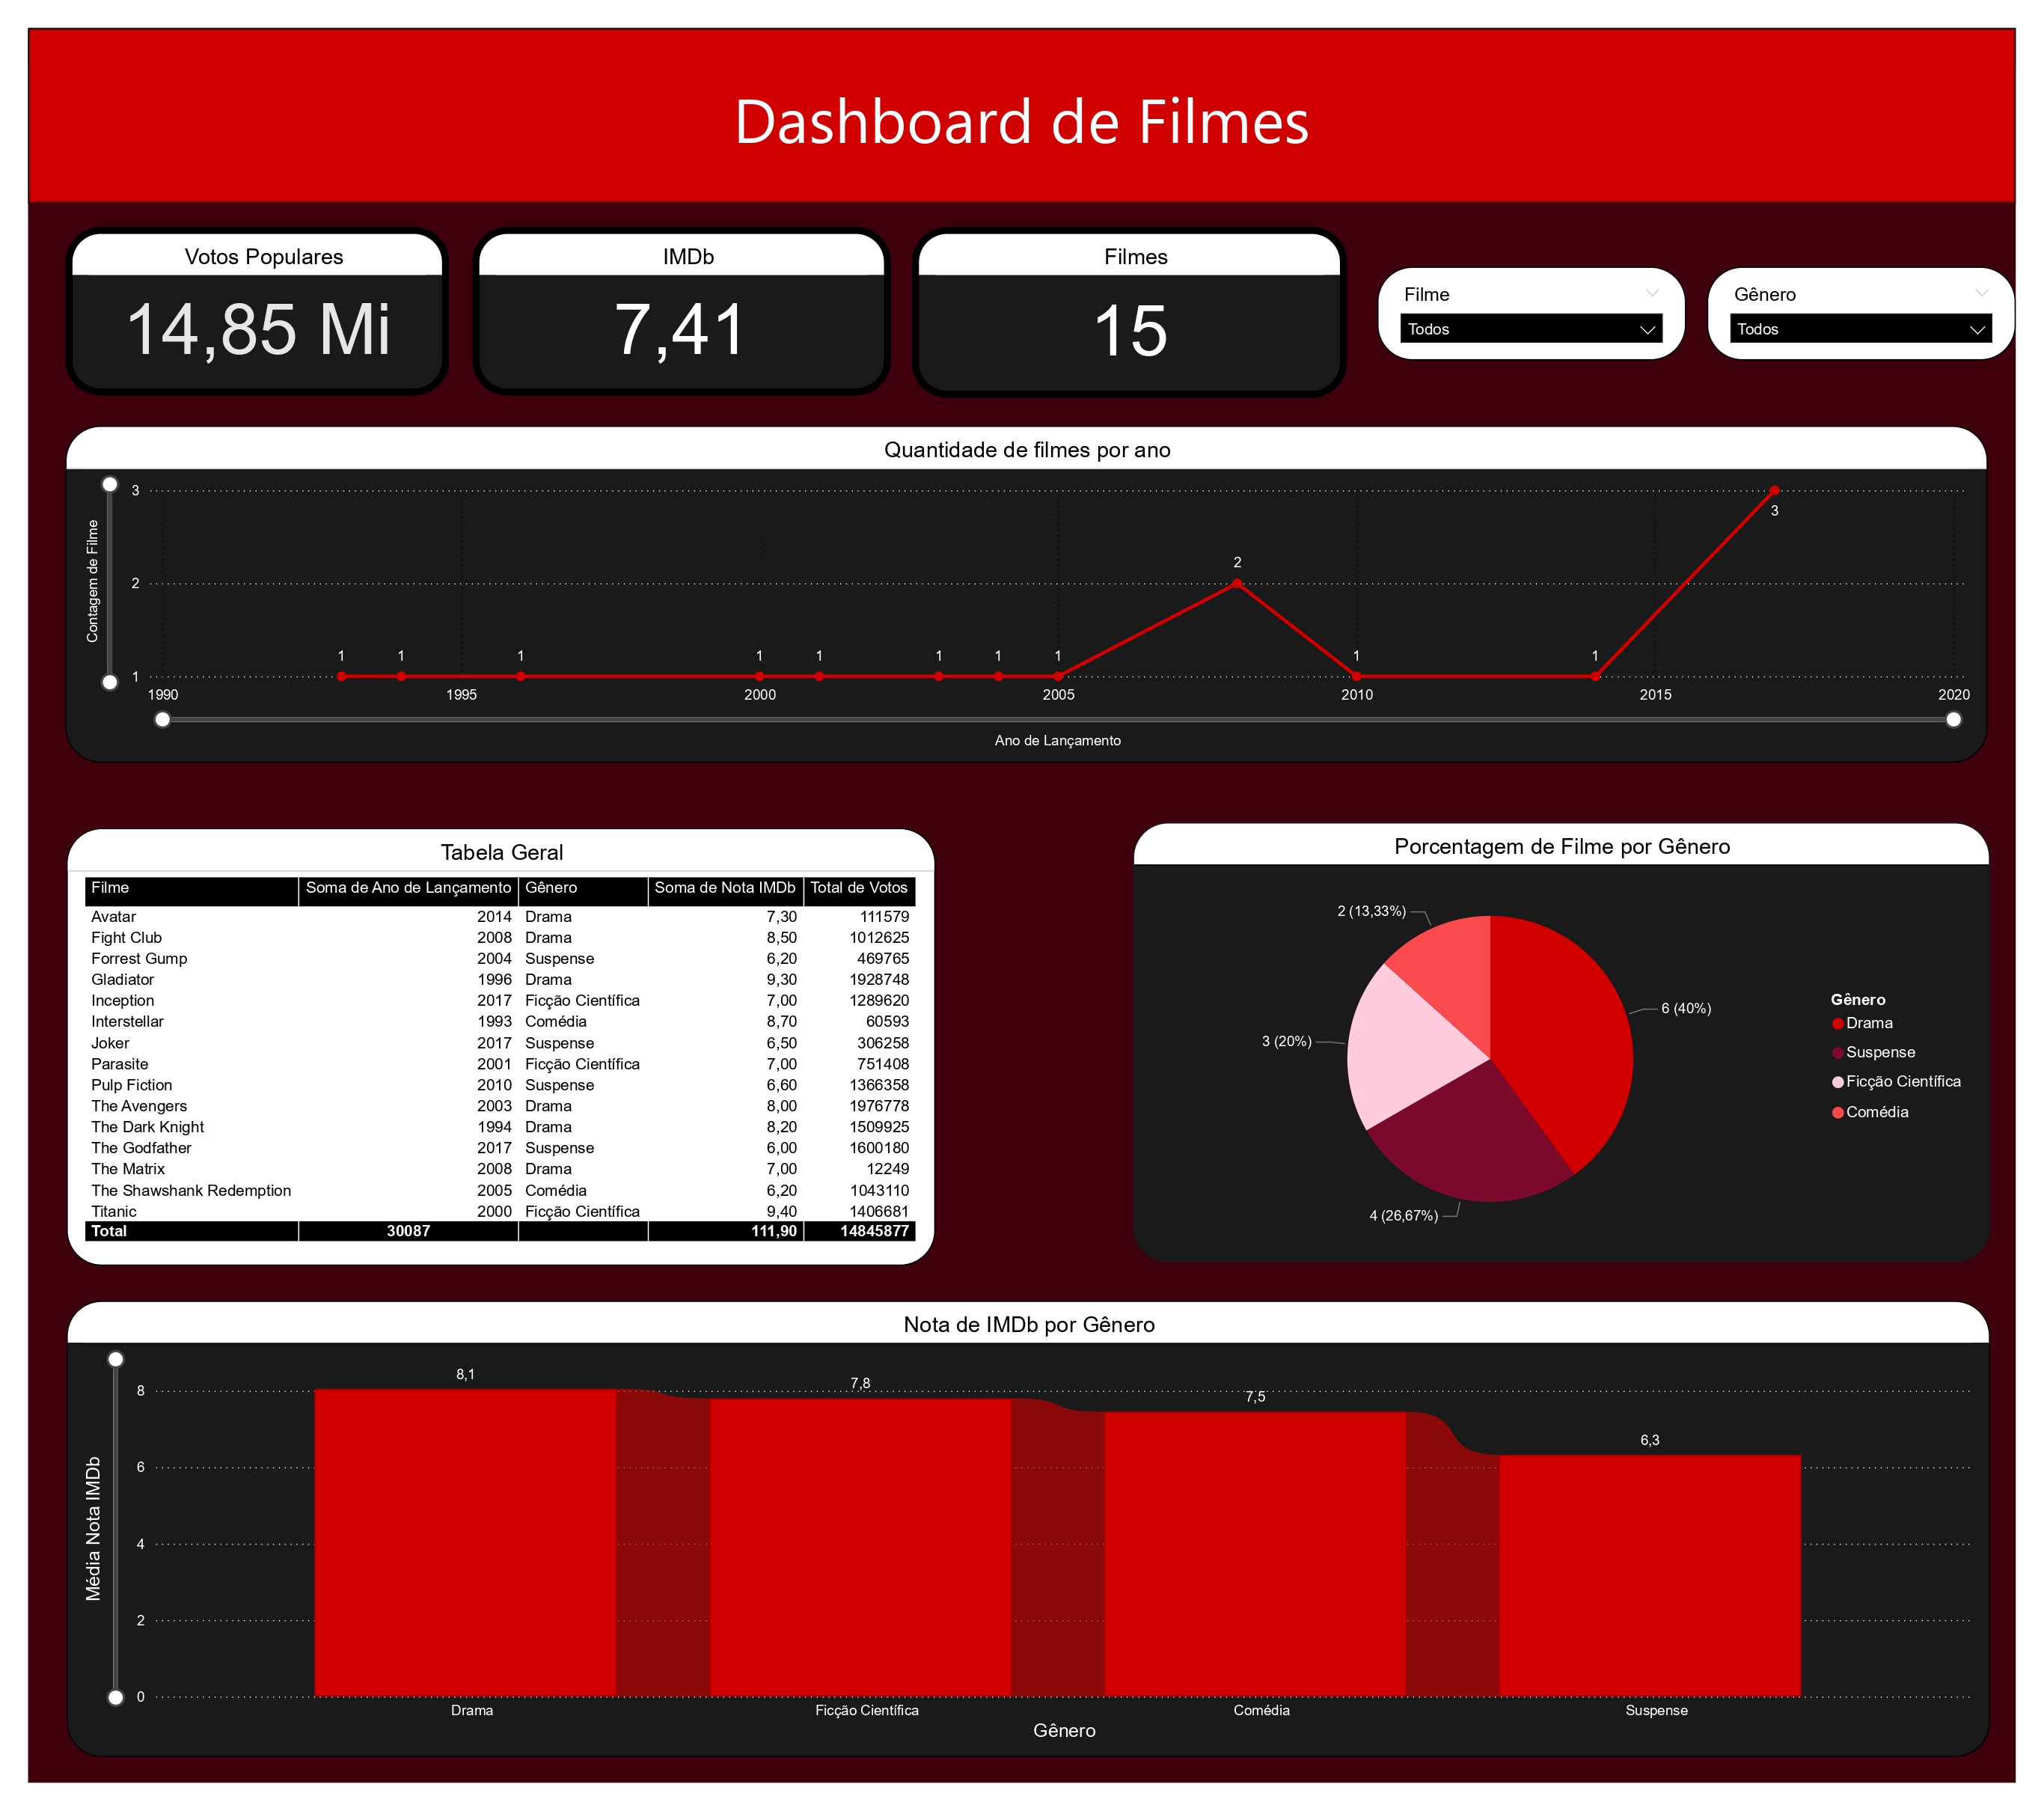 Dashboard de Filmes
Votos Populares
14,85 Mi
IMDb
7,41
Filmes
15
Filme
Todos
Gênero
Todos
Quantidade de filmes por ano
Contagem de Filme
3
2
1
1
1
1
1
1
1
1
1
2
1
1
3
1990
1995
2000
2005
2010
2015
2020
Ano de Lançamento
Tabela Geral
Filme Soma de Ano de Lançamento Gênero Soma de Nota IMDb Total de Votos
Avatar 2014 Drama 7,30 111579
Fight Club 2008 Drama 8,50 1012625
Forrest Gump 2004 Suspense 6,20 469765
Gladiator 1996 Drama 9,30 1928748
Inception 2017 Ficção Científica 7,00 1289620
Interstellar 1993 Comédia 8,70 60593
Joker 2017 Suspense 6,50 306258
Parasite 2001 Ficção Científica 7,00 751408
Pulp Fiction 2010 Suspense 6,60 1366358
The Avengers 2003 Drama 8,00 1976778
The Dark Knight 1994 Drama 8,20 1509925
The Godfather 2017 Suspense 6,00 1600180
The Matrix 2008 Drama 7,00 12249
The Shawshank Redemption 2005 Comédia 6,20 1043110
Titanic 2000 Ficção Científica 9,40 1406681
Total 30087 111,90 14845877
Porcentagem de Filme por Gênero
2 (13,33%)
6 (40%)
3 (20%)
4 (26,67%)
Gênero
Drama
Suspense
Ficção Científica
Comédia
Nota de IMDb por Gênero
Média Nota IMDb
8
6
4
2
0
8,1
7,8
7,5
6,3
Drama
Ficção Científica
Comédia
Suspense
Gênero